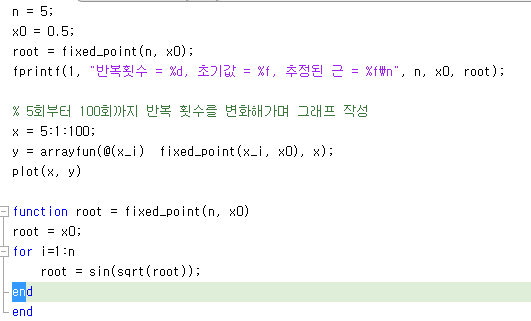 n = 5;
x0 = 0.5;
root = fixed_point(n, x0);
fprintf(1, "반복횟수 = %d, 초기값 = %f, 추정된 근 = %f₩n", n, x0, root);
% 5회부터 100회까지 반복 횟수를 변화해가며 그래프 작성
x = 5:1:100;
y = arrayfun(@(x_i)  fixed_point(x_i, x0), x);
plot(x, y)
function root = fixed_point(n, x0)
root = x0;
for i=1:n
    root = sin(sqrt(root));
end
end